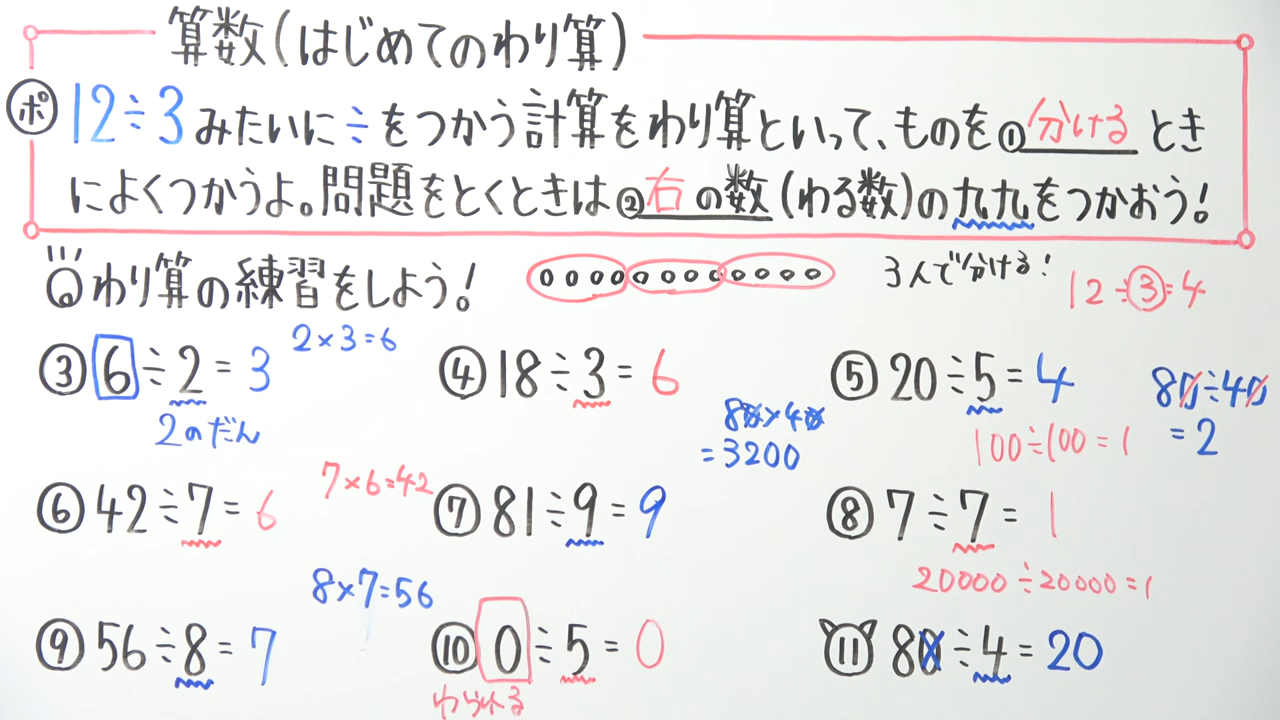 算数(はじめてのわり算)
ポ 12÷3みたいに÷をつかう計算をわり算といって、ものを①分けるとき
によくつかうよ。問題をとくときは②右の数(わる数)の九九をつかおう!
わり算の練習をしよう!
3人で分ける!
12÷3=4
③ 6÷2=3
2×3=6
2のだん
④ 18÷3=6
⑤ 20÷5=4
80÷40
=2
80×40
=3200
100÷100=1
⑥ 42÷7=6
7×6=42
⑦ 81÷9=9
⑧ 7÷7=1
20000÷20000=1
⑨ 56÷8=7
8×7=56
⑩ 0÷5=0
わられる
⑪ 80÷4=20